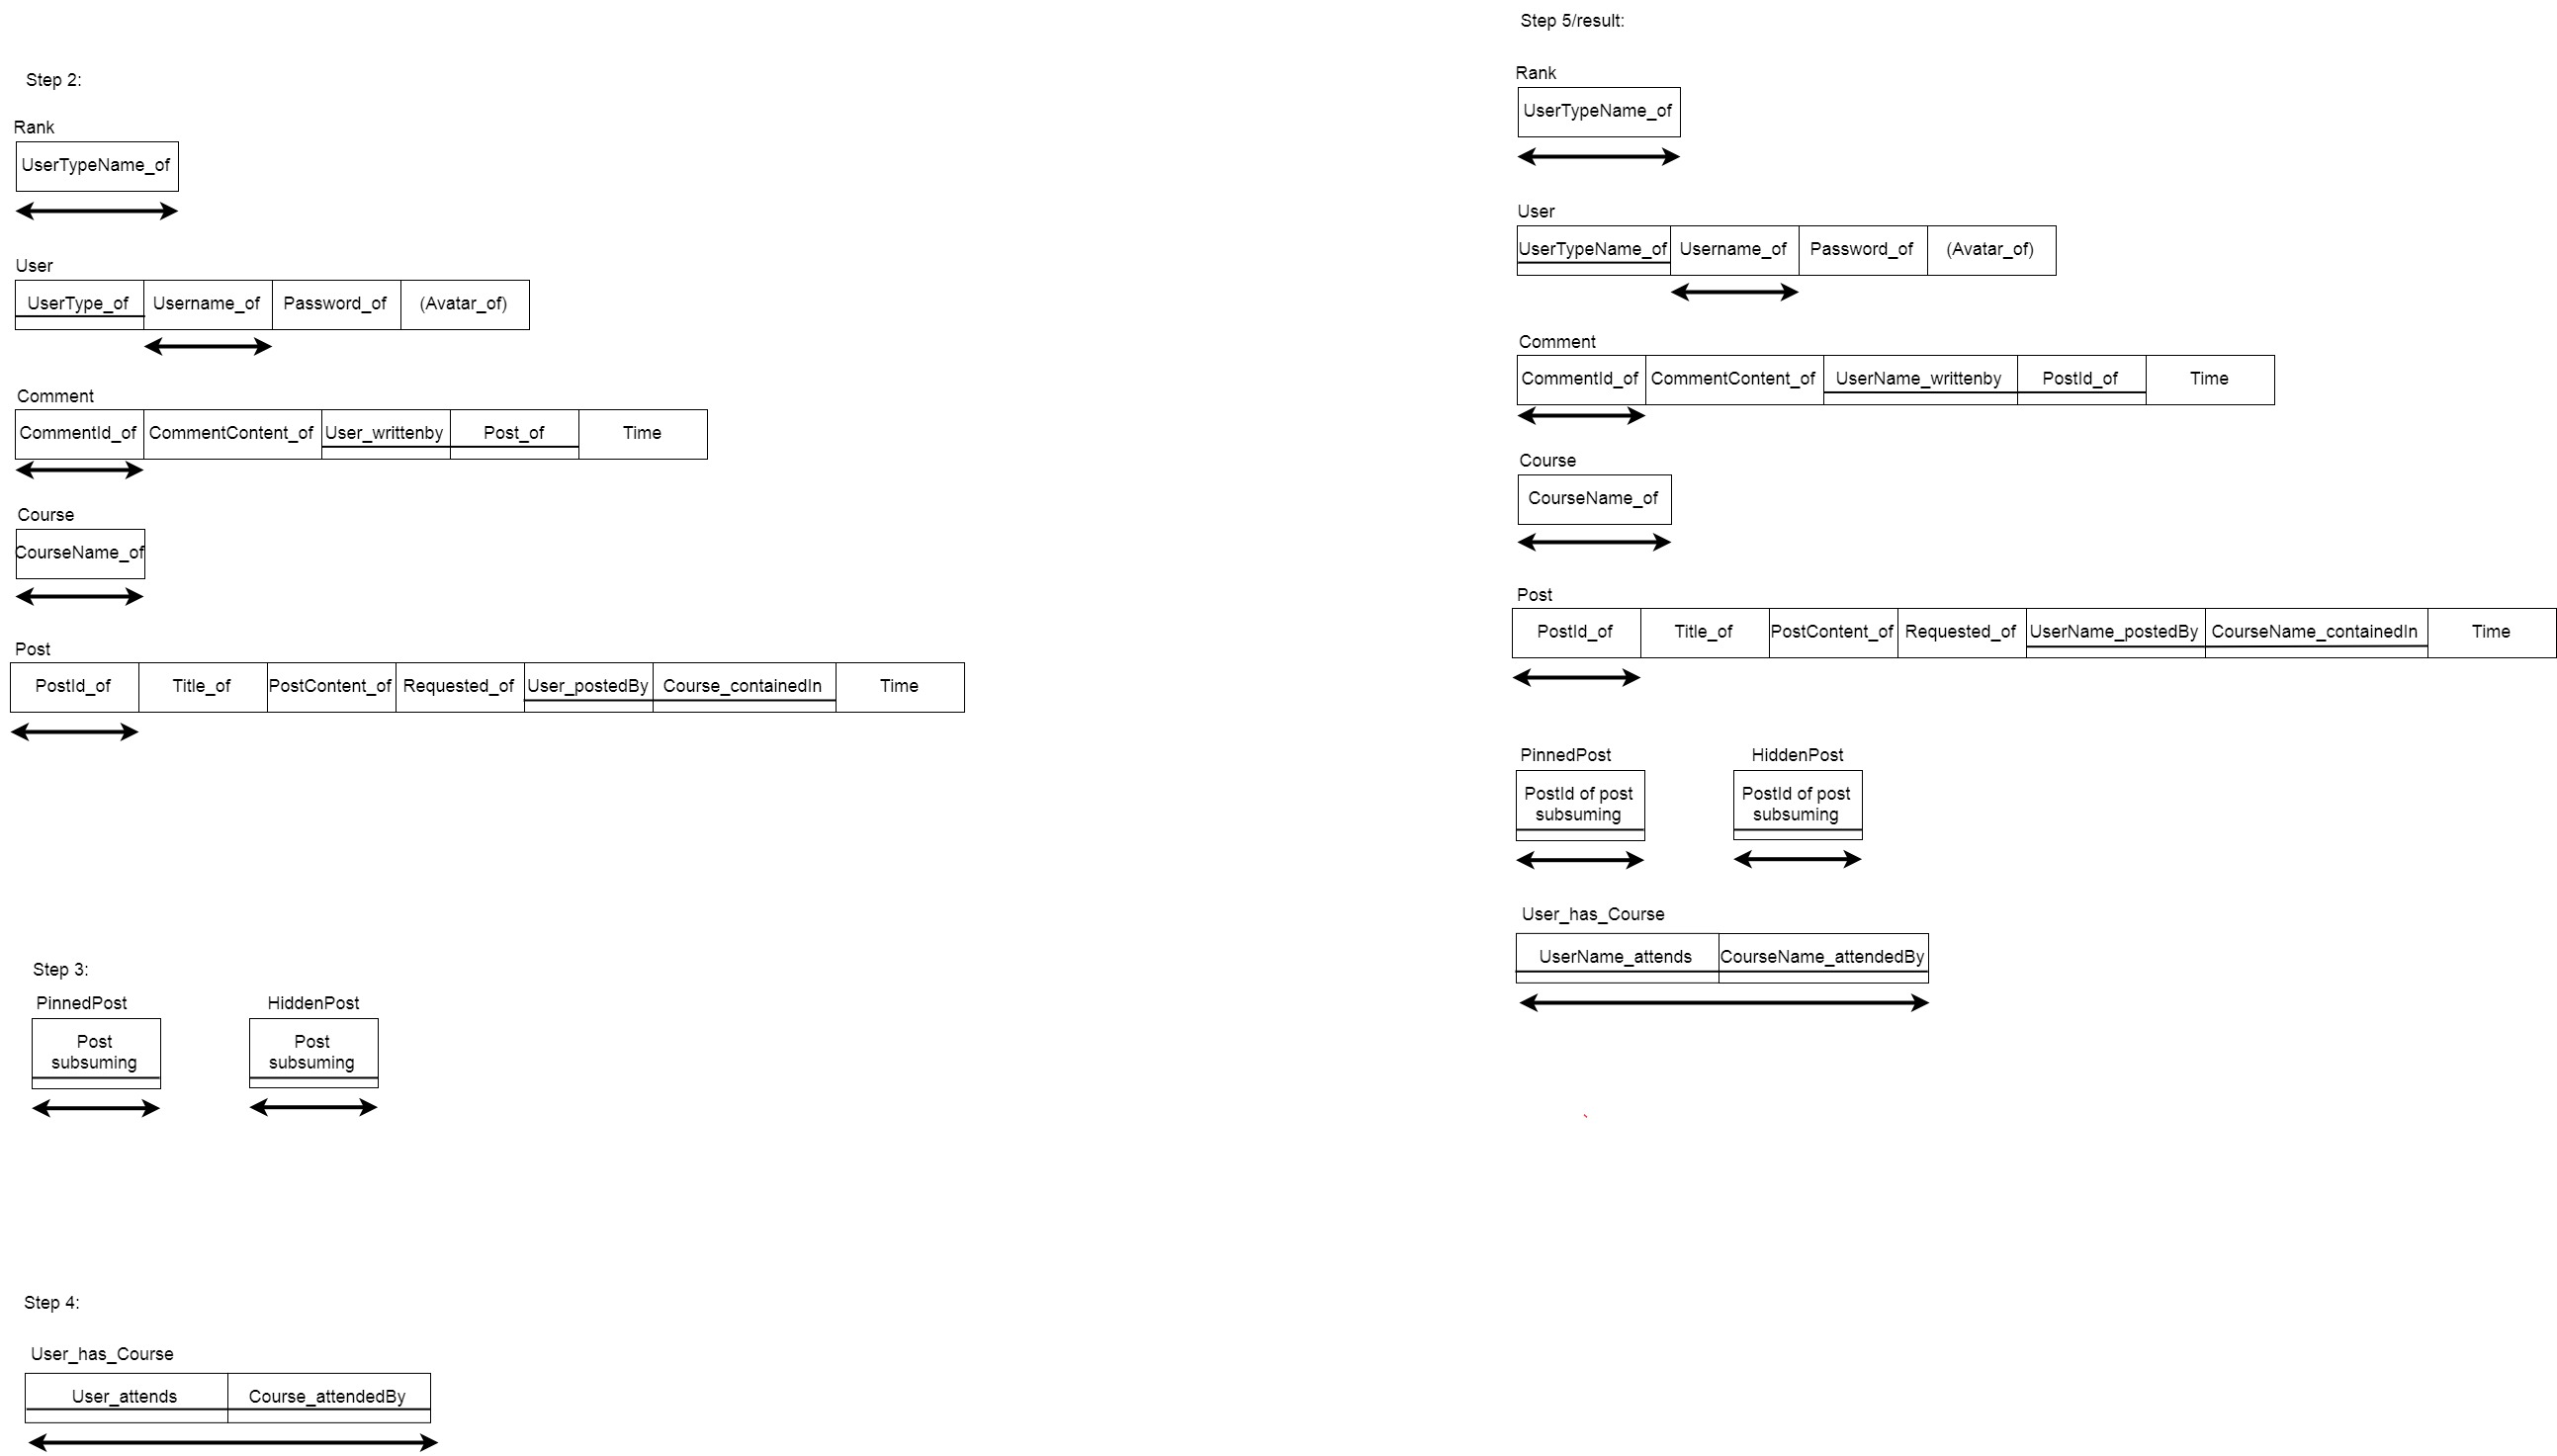 Step 2:
Rank
UserTypeName_of
User
UserType_of Username_of Password_of (Avatar_of)
Comment
CommentId_of CommentContent_of User_writtenby Post_of Time
Course
CourseName_of
Post
PostId_of Title_of PostContent_of Requested_of User_postedBy Course_containedIn Time
Step 3:
PinnedPost HiddenPost
Post Post
subsuming subsuming
Step 4:
User_has_Course
User_attends Course_attendedBy
Step 5/result:
Rank
UserTypeName_of
User
UserTypeName_of Username_of Password_of (Avatar_of)
Comment
CommentId_of CommentContent_of UserName_writtenby PostId_of Time
Course
CourseName_of
Post
PostId_of Title_of PostContent_of Requested_of UserName_postedBy CourseName_containedIn Time
PinnedPost HiddenPost
PostId of post PostId of post
subsuming subsuming
User_has_Course
UserName_attends CourseName_attendedBy